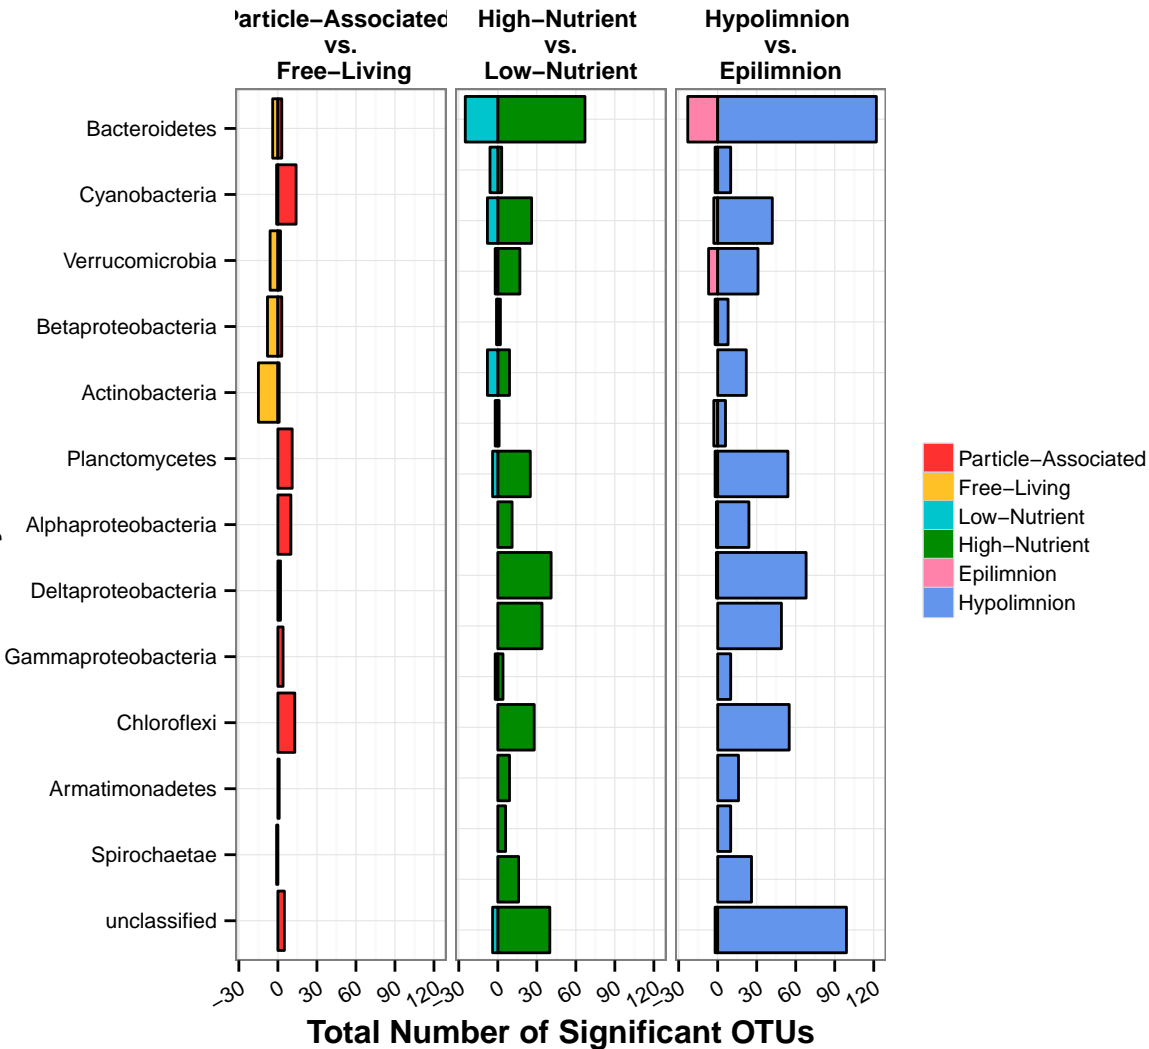 Particle−Associated
vs.
Free−Living
High−Nutrient
vs.
Low−Nutrient
Hypolimnion
vs.
Epilimnion
Bacteroidetes
Cyanobacteria
Verrucomicrobia
Betaproteobacteria
Actinobacteria
Planctomycetes
Alphaproteobacteria
Deltaproteobacteria
Gammaproteobacteria
Chloroflexi
Armatimonadetes
Spirochaetae
unclassified
−30 0 30 60 90 120
−30 0 30 60 90 120
−30 0 30 60 90 120
Total Number of Significant OTUs
Particle−Associated
Free−Living
Low−Nutrient
High−Nutrient
Epilimnion
Hypolimnion